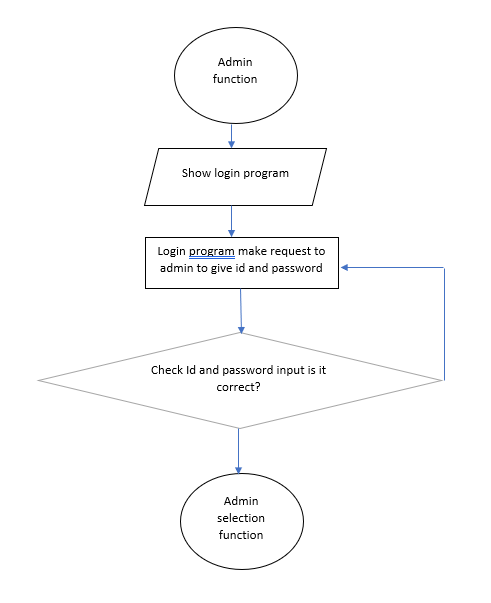 Admin
function
Show login program
Login program make request to
admin to give id and password
Check Id and password input is it
correct?
Admin
selection
function